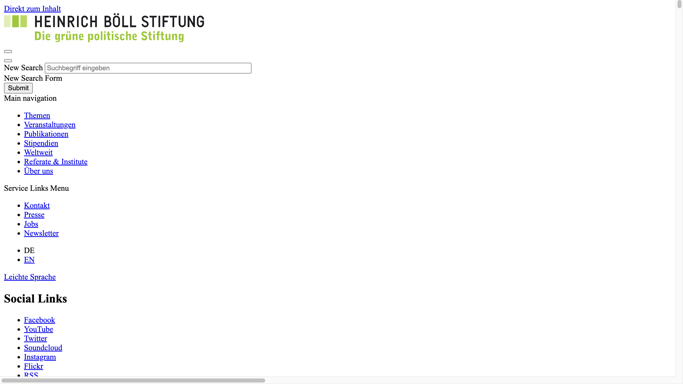 Direkt zum Inhalt
HEINRICH BÖLL STIFTUNG
Die grüne politische Stiftung
New Search Suchbegriff eingeben
New Search Form
Submit
Main navigation
Themen
Veranstaltungen
Publikationen
Stipendien
Weltweit
Referate & Institute
Über uns
Service Links Menu
Kontakt
Presse
Jobs
Newsletter
DE
EN
Leichte Sprache
Social Links
Facebook
YouTube
Twitter
Soundcloud
Instagram
Flickr
RSS